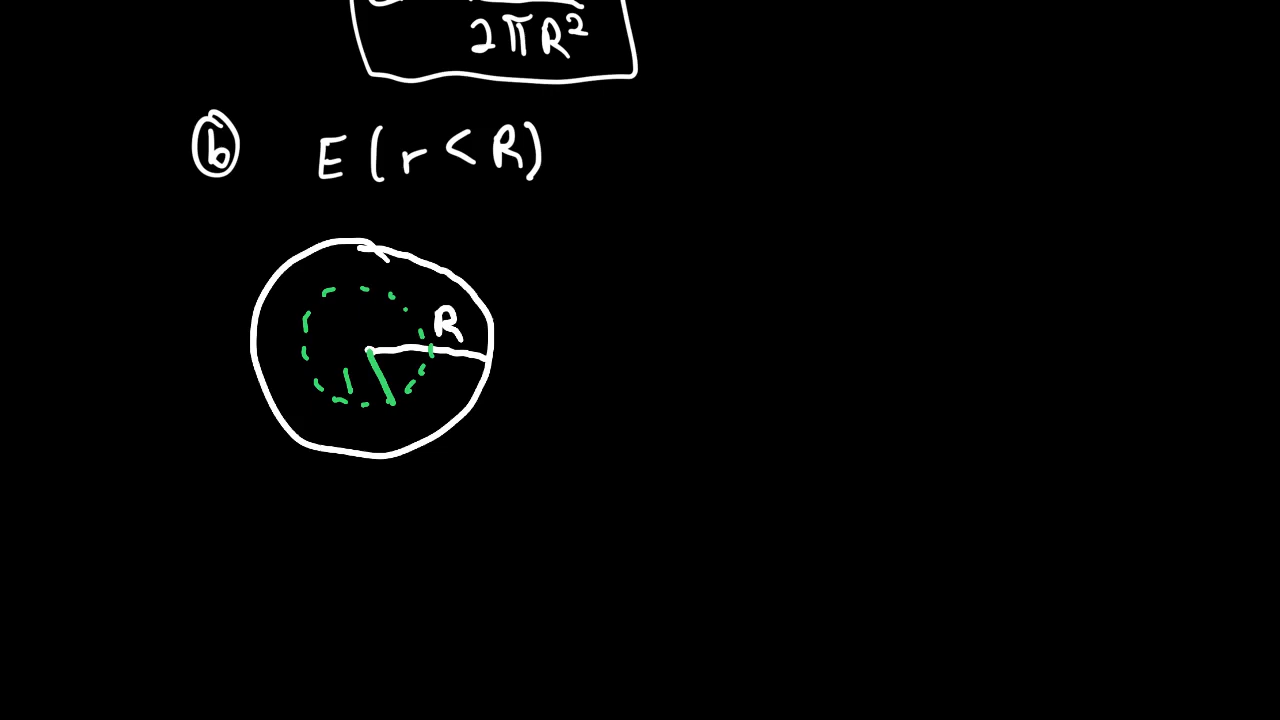 2πR²
b E(r < R)
R